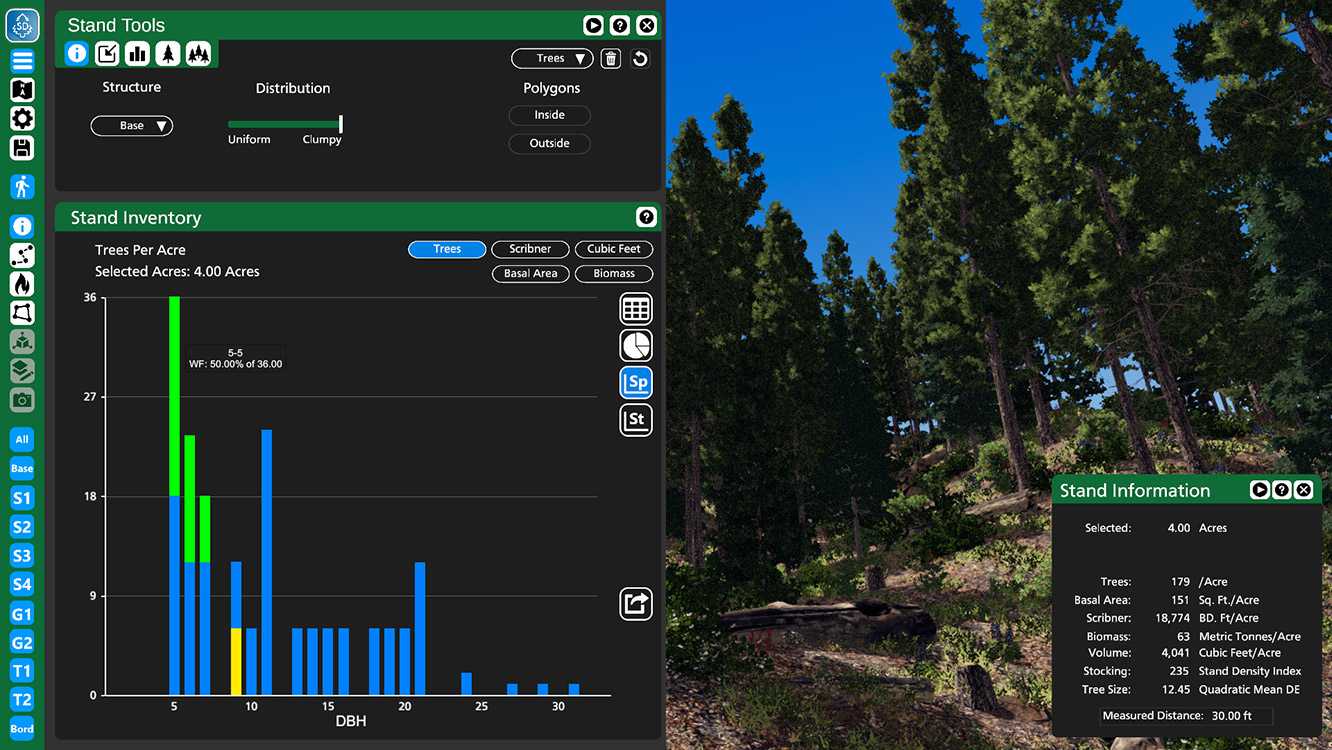 SD
Stand Tools
Trees
Structure
Distribution
Polygons
Base
Uniform
Clumpy
Inside
Outside
Stand Inventory
Trees Per Acre
Selected Acres: 4.00 Acres
Trees
Scribner
Cubic Feet
Basal Area
Biomass
36
27
18
9
0
5-5
WF: 50.00% of 36.00
5
10
15
20
25
30
DBH
Sp
St
All
Base
S1
S2
S3
S4
G1
G2
T1
T2
Bord
Stand Information
Selected: 4.00 Acres
Trees: 179 /Acre
Basal Area: 151 Sq. Ft./Acre
Scribner: 18,774 BD. Ft/Acre
Biomass: 63 Metric Tonnes/Acre
Volume: 4,041 Cubic Feet/Acre
Stocking: 235 Stand Density Index
Tree Size: 12.45 Quadratic Mean DE
Measured Distance: 30.00 ft